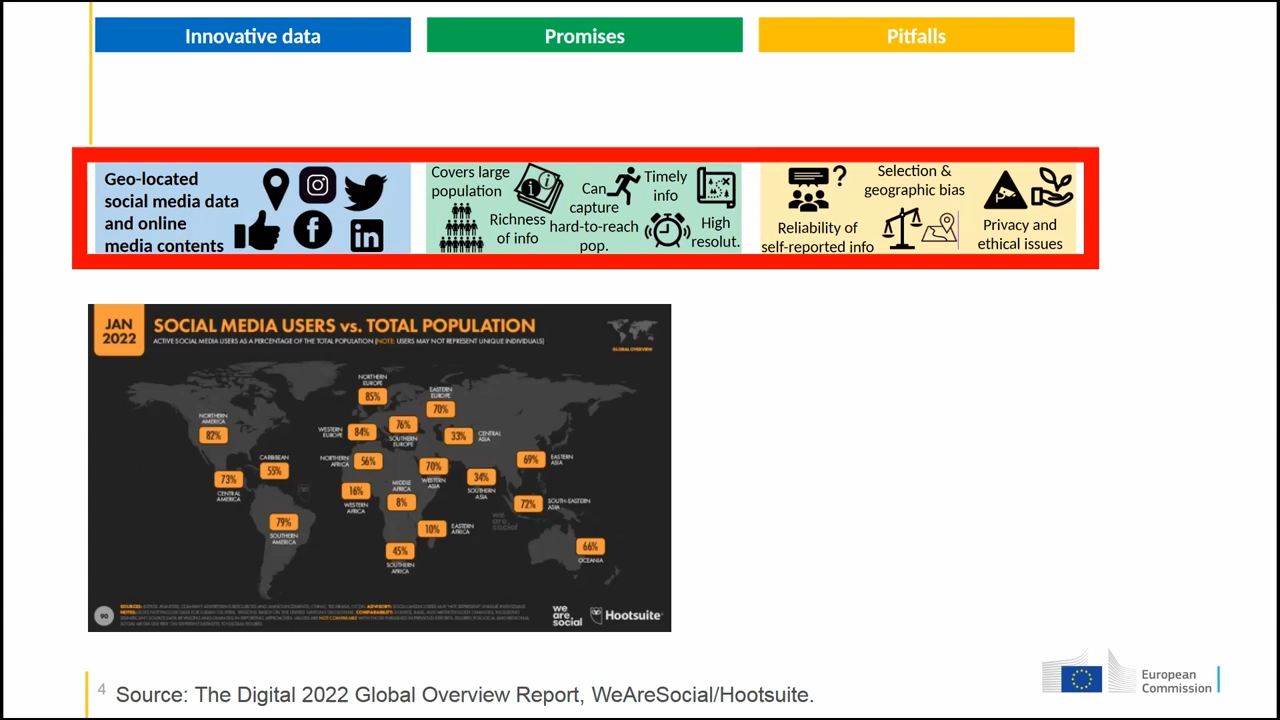 Innovative data
Promises
Pitfalls
Geo-located
social media data
and online
media contents
Covers large
population
Richness
of info
Can
capture
hard-to-reach
pop.
Timely
info
High
resolut.
?
Reliability of
self-reported info
Selection &
geographic bias
Privacy and
ethical issues
JAN
2022
SOCIAL MEDIA USERS vs. TOTAL POPULATION
ACTIVE SOCIAL MEDIA USERS AS A PERCENTAGE OF THE TOTAL POPULATION (NOTE: USERS MAY NOT REPRESENT UNIQUE INDIVIDUALS)
GLOBAL OVERVIEW
NORTHERN
EUROPE
85%
EASTERN
EUROPE
70%
NORTHERN
AMERICA
82%
WESTERN
EUROPE
84%
76%
SOUTHERN
EUROPE
33%
CENTRAL
ASIA
CARIBBEAN
55%
NORTHERN
AFRICA
56%
70%
WESTERN
ASIA
34%
SOUTHERN
ASIA
69%
EASTERN
ASIA
73%
CENTRAL
AMERICA
16%
WESTERN
AFRICA
MIDDLE
AFRICA
8%
72%
SOUTH-EASTERN
ASIA
79%
SOUTHERN
AMERICA
10%
EASTERN
AFRICA
we
are
social
45%
SOUTHERN
AFRICA
66%
OCEANIA
90
we
are
social
Hootsuite
4
Source: The Digital 2022 Global Overview Report, WeAreSocial/Hootsuite.
European
Commission